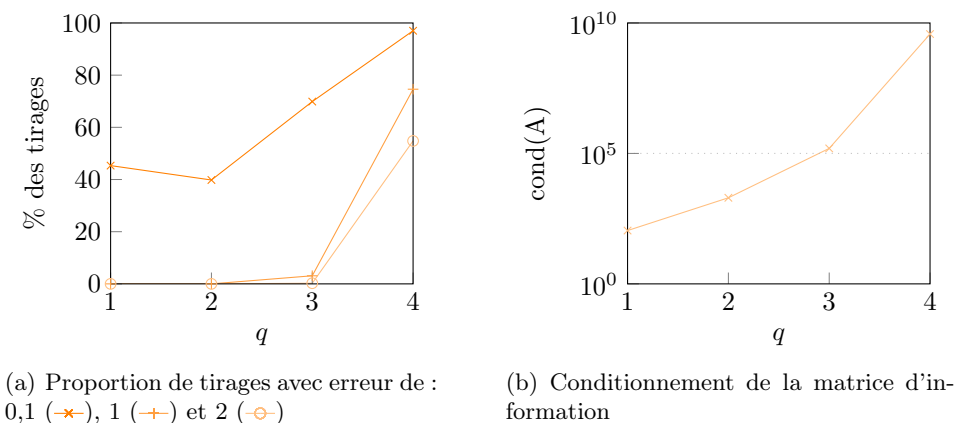 100
80
60
40
20
0
1 2 3 4
q
% des tirages
10^10
10^5
10^0
1 2 3 4
q
cond(A)
(a) Proportion de tirages avec erreur de :
0,1 (), 1 () et 2 ()
(b) Conditionnement de la matrice d'in-
formation